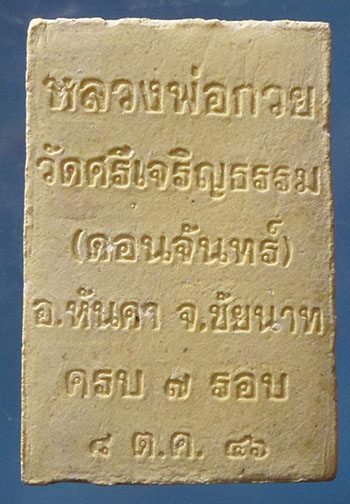 หลวงพ่อกวย
วัดศรีเจริญธรรม
(ดอนจันทร์)
อ.หันคา จ.ชัยนาท
ครบ ๗ รอบ
๔ ต.ค. ๔๖